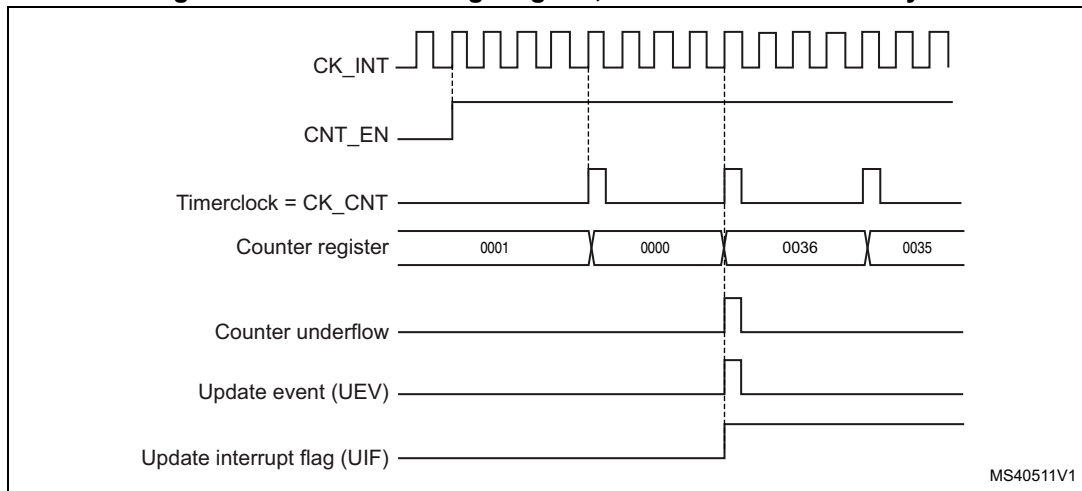 CK_INT
CNT_EN
Timerclock = CK_CNT
Counter register 0001 0000 0036 0035
Counter underflow
Update event (UEV)
Update interrupt flag (UIF)
MS40511V1